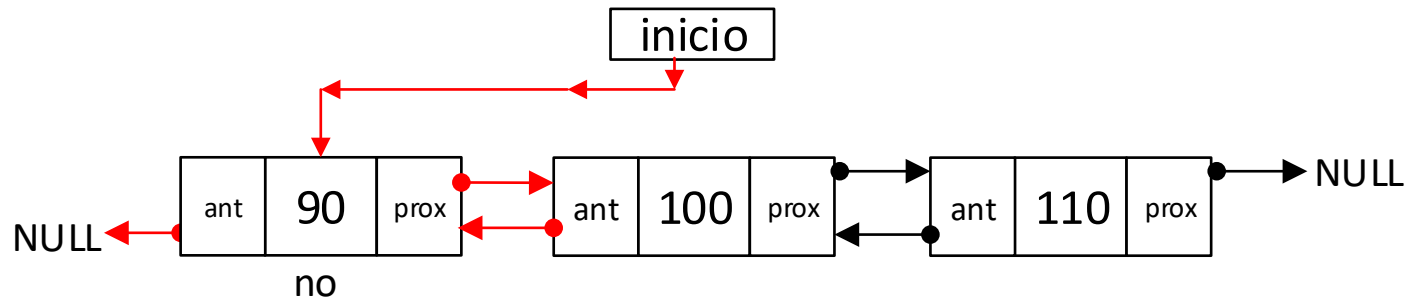 inicio
ant 90 prox ant 100 prox ant 110 prox NULL
NULL
no